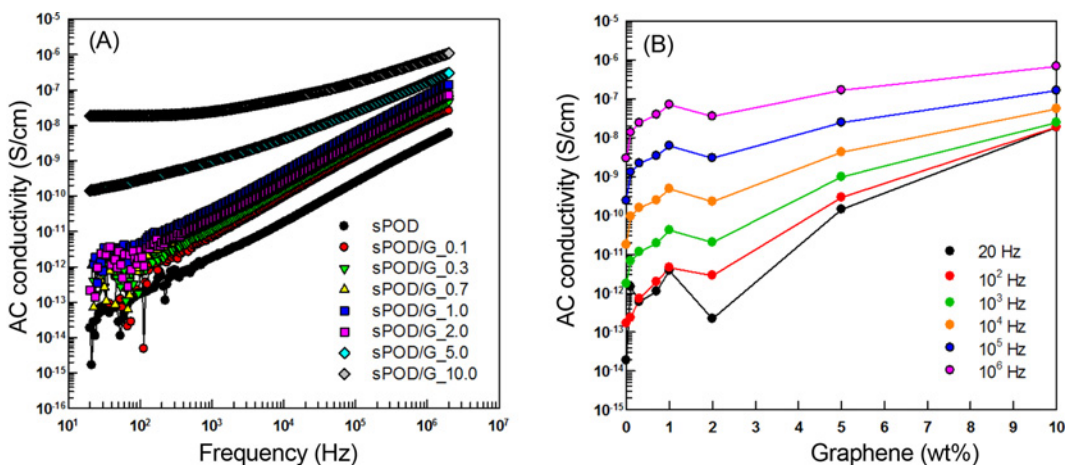 (A)
AC conductivity (S/cm)
10⁻⁵
10⁻⁶
10⁻⁷
10⁻⁸
10⁻⁹
10⁻¹⁰
10⁻¹¹
10⁻¹²
10⁻¹³
10⁻¹⁴
10⁻¹⁵
10⁻¹⁶
sPOD
sPOD/G_0.1
sPOD/G_0.3
sPOD/G_0.7
sPOD/G_1.0
sPOD/G_2.0
sPOD/G_5.0
sPOD/G_10.0
10¹ 10² 10³ 10⁴ 10⁵ 10⁶ 10⁷
Frequency (Hz)
(B)
AC conductivity (S/cm)
10⁻⁵
10⁻⁶
10⁻⁷
10⁻⁸
10⁻⁹
10⁻¹⁰
10⁻¹¹
10⁻¹²
10⁻¹³
10⁻¹⁴
10⁻¹⁵
20 Hz
10² Hz
10³ Hz
10⁴ Hz
10⁵ Hz
10⁶ Hz
0 1 2 3 4 5 6 7 8 9 10
Graphene (wt%)